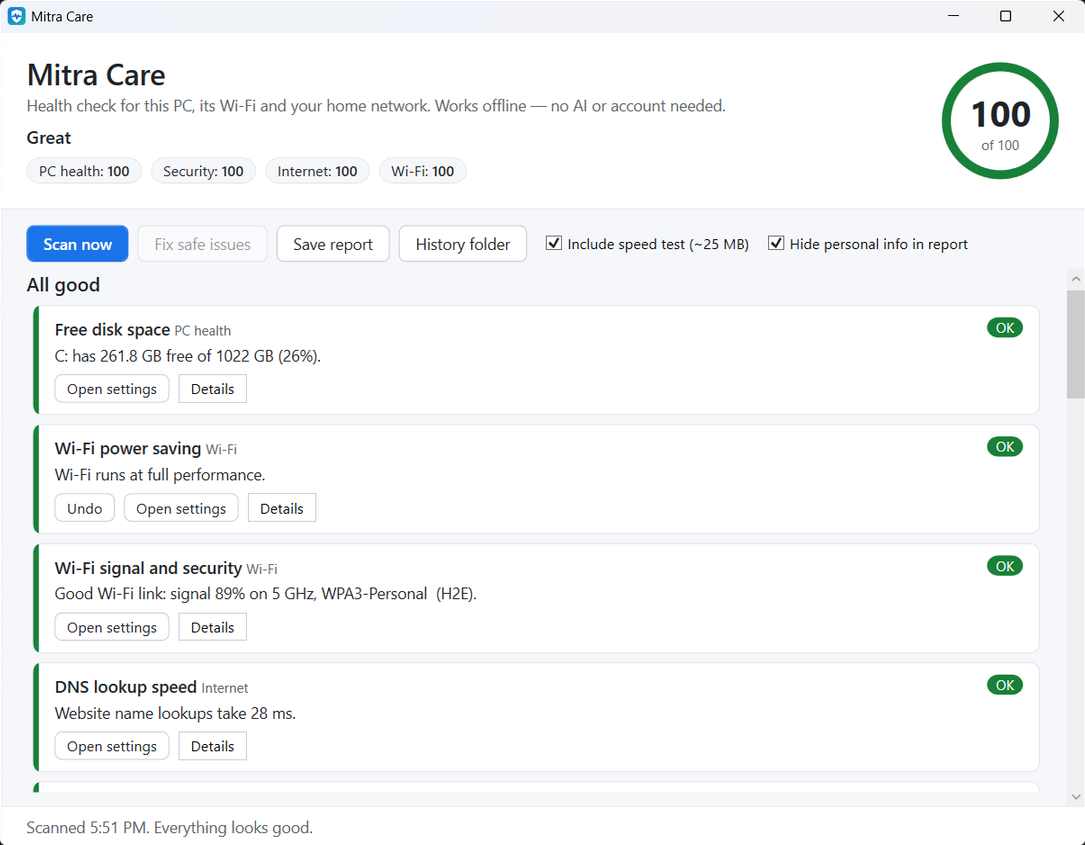 Mitra Care
Mitra Care
Health check for this PC, its Wi-Fi and your home network. Works offline — no AI or account needed.
Great
PC health: 100 Security: 100 Internet: 100 Wi-Fi: 100
100
of 100
Scan now Fix safe issues Save report History folder Include speed test (~25 MB) Hide personal info in report
All good
Free disk space PC health OK
C: has 261.8 GB free of 1022 GB (26%).
Open settings Details
Wi-Fi power saving Wi-Fi OK
Wi-Fi runs at full performance.
Undo Open settings Details
Wi-Fi signal and security Wi-Fi OK
Good Wi-Fi link: signal 89% on 5 GHz, WPA3-Personal  (H2E).
Open settings Details
DNS lookup speed Internet OK
Website name lookups take 28 ms.
Open settings Details
Scanned 5:51 PM. Everything looks good.